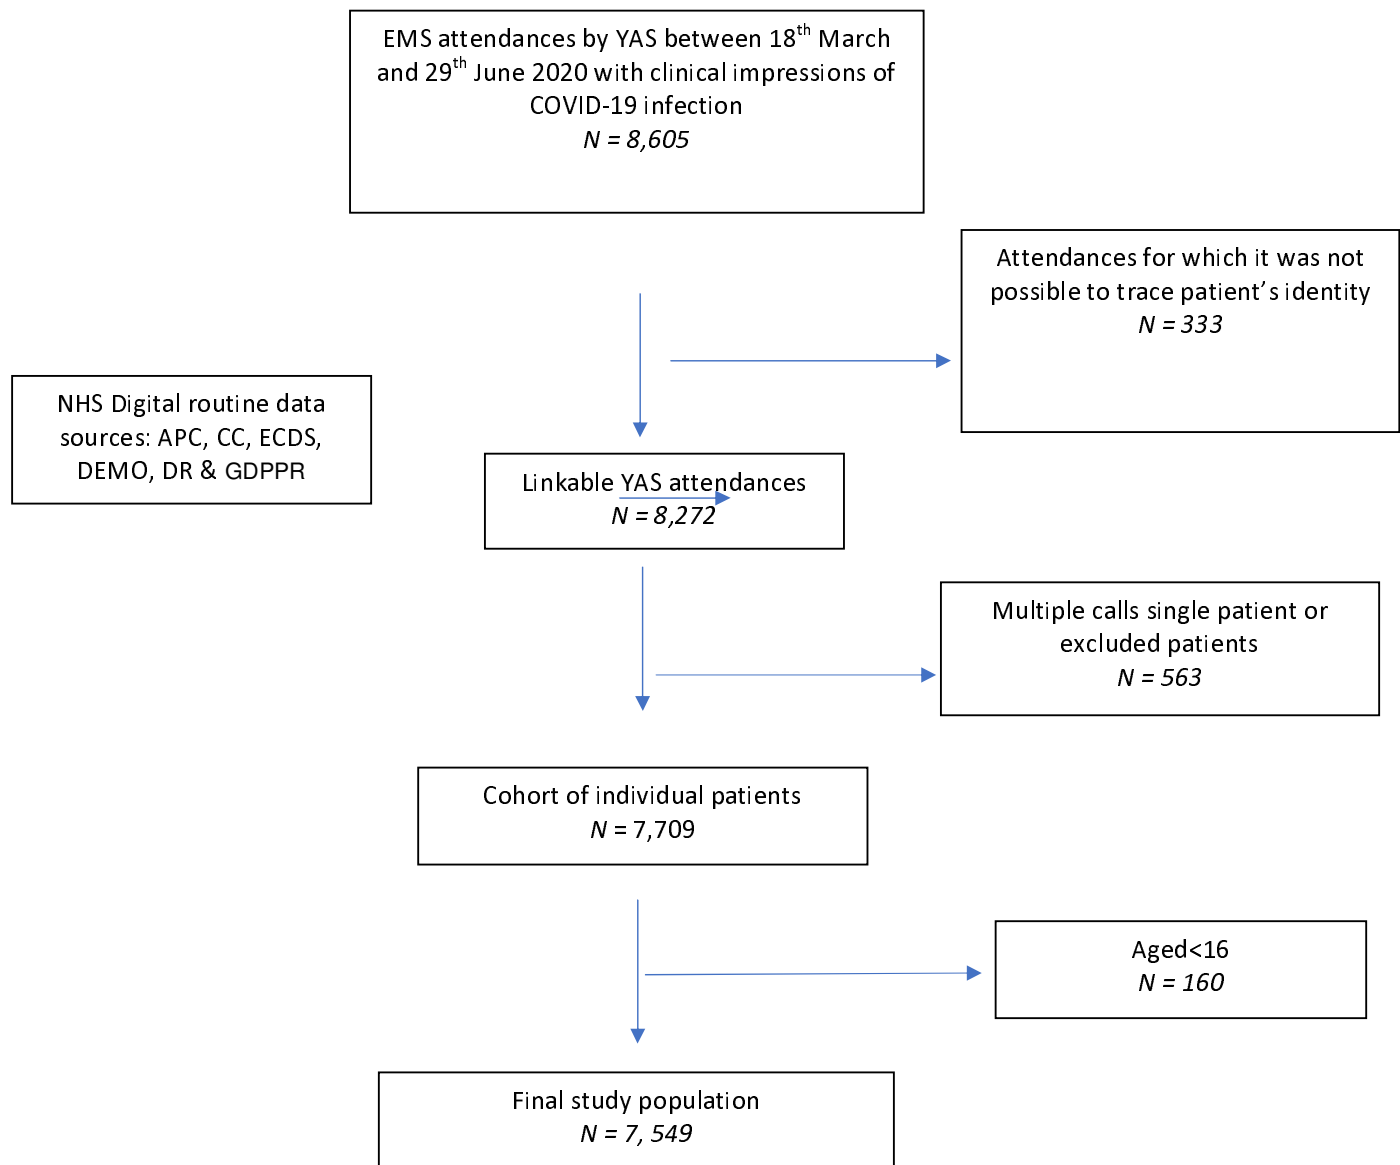 EMS attendances by YAS between 18th March
and 29th June 2020 with clinical impressions of
COVID-19 infection
N = 8,605
Attendances for which it was not
possible to trace patient’s identity
N = 333
NHS Digital routine data
sources: APC, CC, ECDS,
DEMO, DR & GDPPR
Linkable YAS attendances
N = 8,272
Multiple calls single patient or
excluded patients
N = 563
Cohort of individual patients
N = 7,709
Aged<16
N = 160
Final study population
N = 7, 549